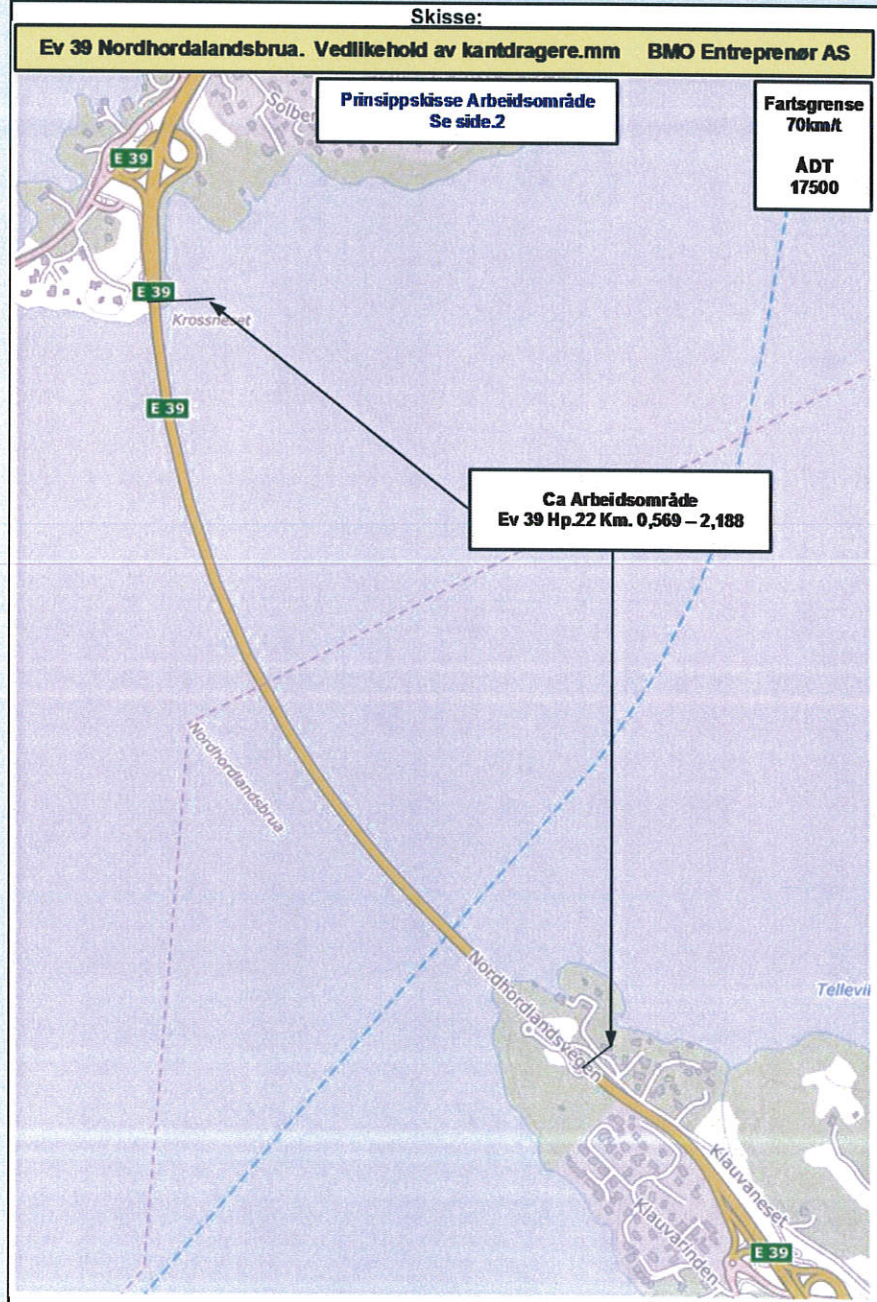 Skisse:
Ev 39 Nordhordalandsbrua. Vedlikehold av kantdragere.mm BMO Entreprenør AS
Prinsippskisse Arbeidsområde
Se side.2
Fartsgrense
70km/t
ÅDT
17500
Solber
E 39
E 39
Krossneset
E 39
Ca Arbeidsområde
Ev 39 Hp.22 Km. 0,569 – 2,188
Nordhordlandsbrua
Nordhordlandsvegen
Tellevi
Klauvaneset
Klauvarinden
E 39